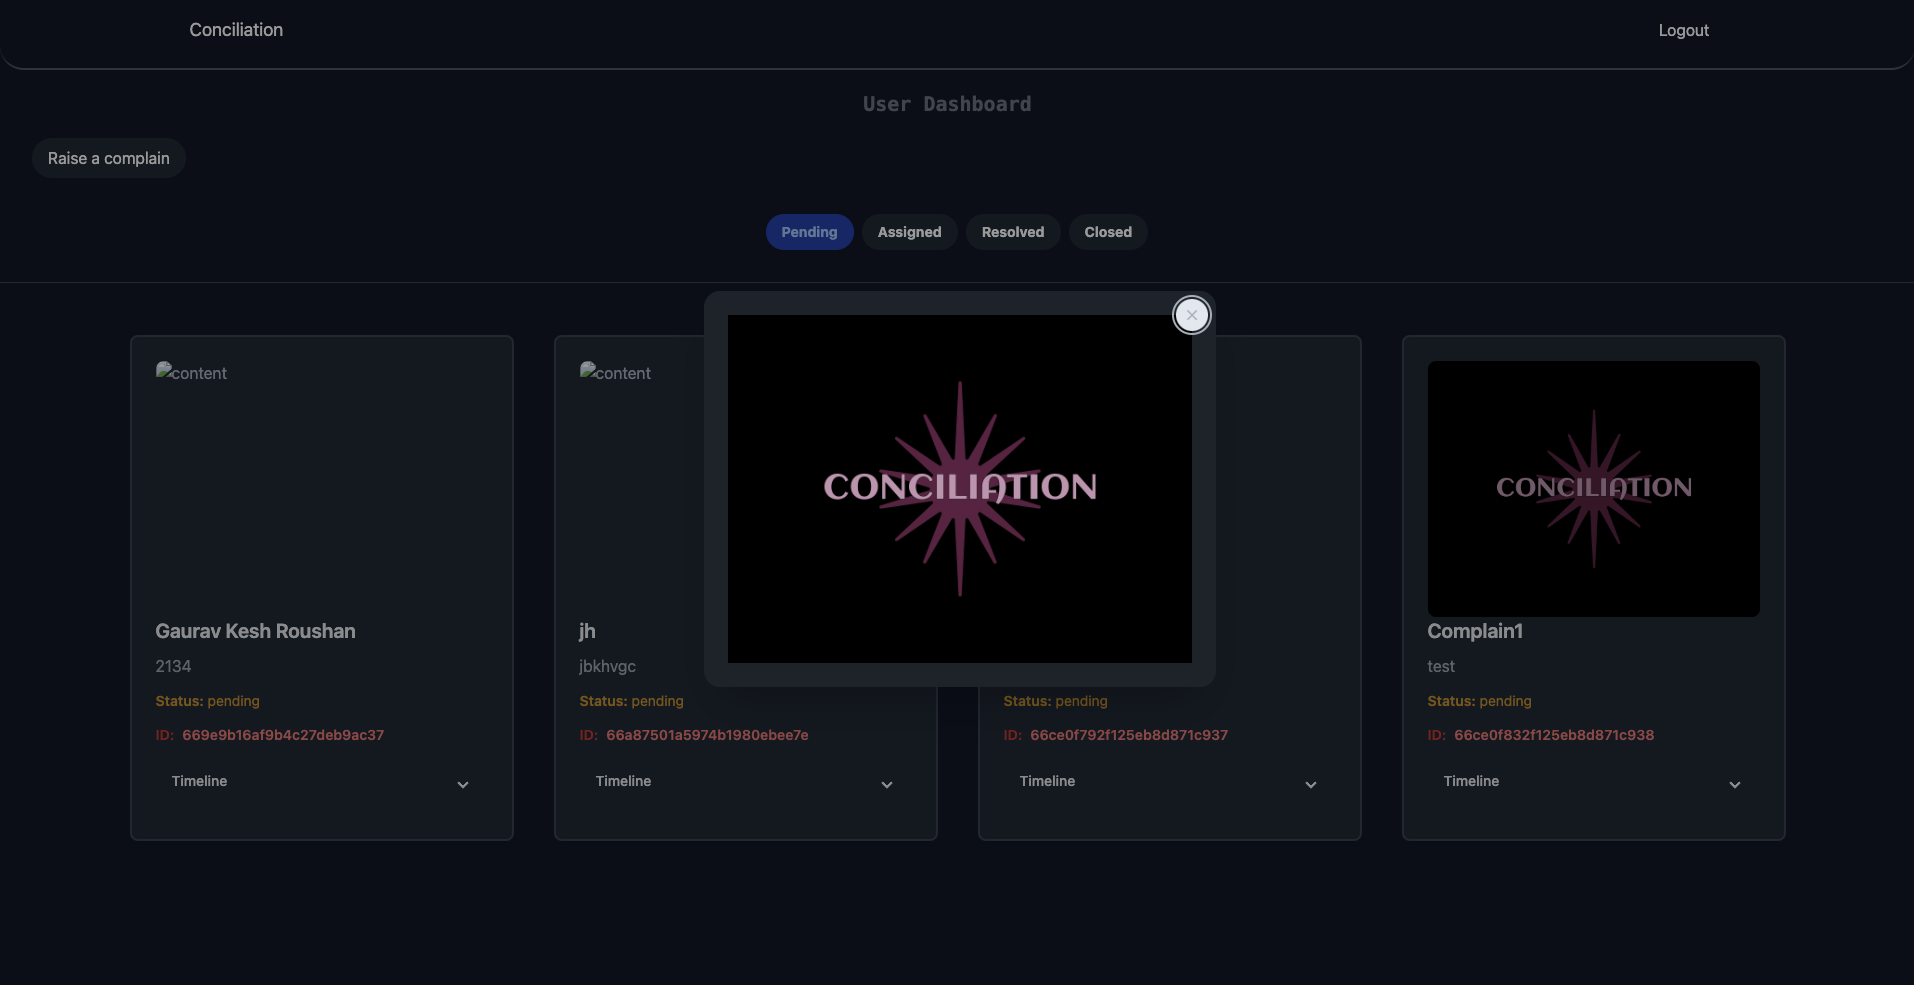 Conciliation
Logout
User Dashboard
Raise a complain
Pending
Assigned
Resolved
Closed
content
Gaurav Kesh Roushan
2134
Status: pending
ID: 669e9b16af9b4c27deb9ac37
Timeline
content
jh
jbkhvgc
Status: pending
ID: 66a87501a5974b1980ebee7e
Timeline
CONCILIATION
Status: pending
ID: 66ce0f792f125eb8d871c937
Timeline
CONCILIATION
Complain1
test
Status: pending
ID: 66ce0f832f125eb8d871c938
Timeline